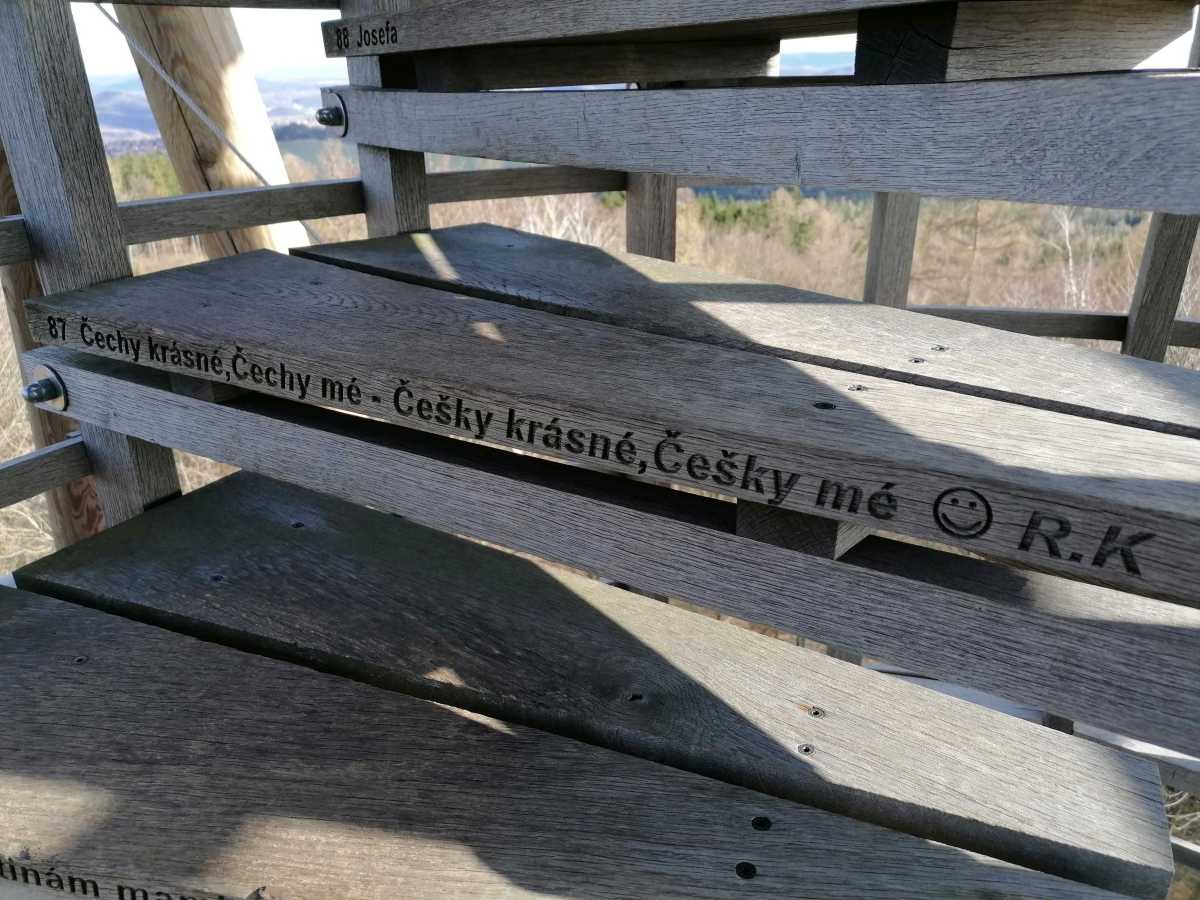 88 Josefa
87 Čechy krásné,Čechy mé - Češky krásné,Češky mé ☺ R.K